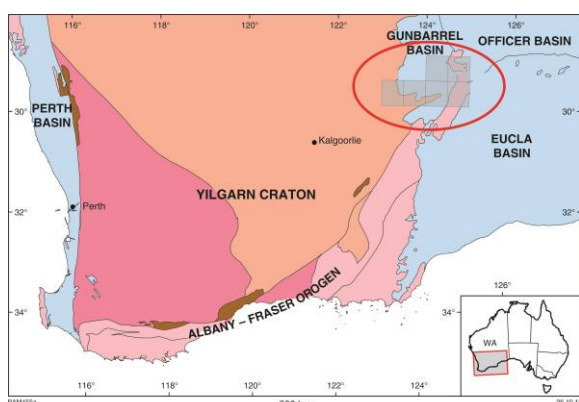 116°
118°
120°
122°
124°
126°
GUNBARREL
BASIN
OFFICER BASIN
30°
PERTH
BASIN
30°
Kalgoorlie
EUCLA
BASIN
YILGARN CRATON
32°
Perth
32°
34°
ALBANY – FRASER OROGEN
34°
126°
WA
116°
118°
120°
122°
124°